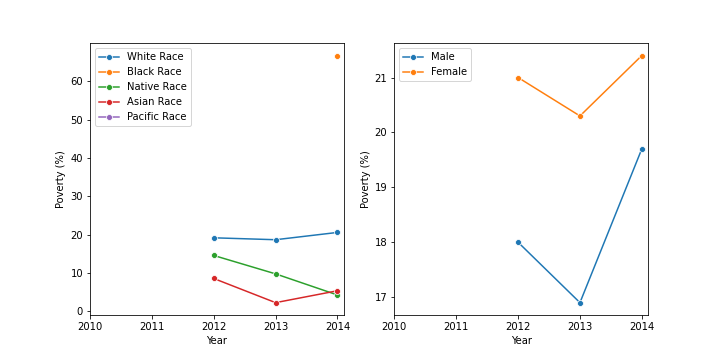 White Race
Black Race
Native Race
Asian Race
Pacific Race
Poverty (%)
60
50
40
30
20
10
0
2010 2011 2012 2013 2014
Year
Male
Female
Poverty (%)
21
20
19
18
17
2010 2011 2012 2013 2014
Year